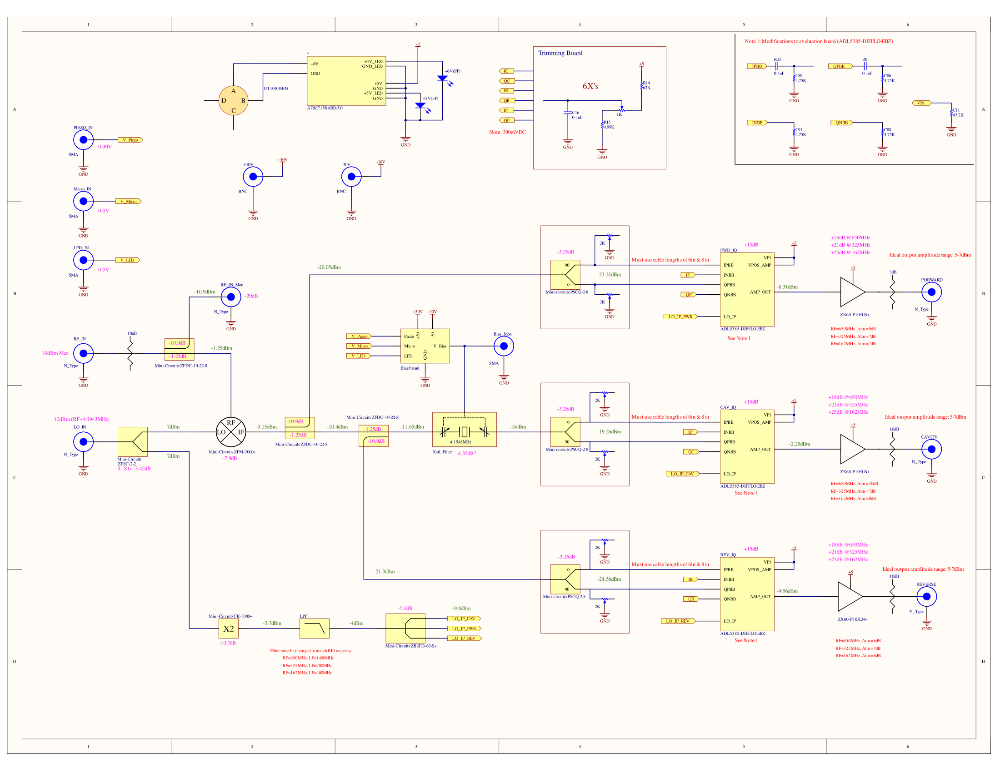 1
2
3
4
5
6
A
B
C
D
Note 1: Modifications to evaluation board (ADL5385-DIFFLO-EBZ)
IPBB
R33
0.1uF
C89
4.75K
GND
QPBB
R6
0.1uF
C86
4.75K
GND
INBB
C91
4.75K
GND
QNBB
C88
4.75K
GND
VP1
C11
43.2K
GND
Trimming Board
6X's
IC
QC
IR
QR
IF
QF
Nom, 390mVDC
C16
0.1uF
GND
R15
4.99K
GND
1K
R14
62K
+5
*
+6V
GND
+6V_LED
GND_LED
+5V
GND
+5V_LED
GND
ADM7150ARD-5.0
+5
+6V(FP)
+5V(FP)
GND
A
B
C
D
UT100104PH
PIEZO_IN
V_Piezo
0-30V
SMA
GND
Micro_IN
V_Micro
0-5V
SMA
GND
LFD_IN
V_LFD
0-5V
SMA
GND
+30V
+30V
BNC
GND
-30V
-30V
BNC
GND
RF_IN_Mon
-10.9dBm
-20dB
N_Type
GND
RF_IN
10dBm Max
N_Type
GND
10dB
-10.9dB
-1.25dB
Mini-Circuits ZFDC-10-22-S
-1.25dBm
10dBm (RF+4.1943MHz)
LO_IN
N_Type
GND
Mini-Circuits
ZFSC-2-2
-3.18 to -3.45dB
7dBm
7dBm
RF
LO
IF
Mini-Circuits ZFM-2000+
-7.9dB
-9.15dBm
-10.9dB
-1.25dB
Mini-Circuits ZFDC-10-22-S
-20.05dBm
-10.4dBm
Mini-Circuits ZFDC-10-22-S
-1.25dB
-10.9dB
-11.65dBm
4.1943MHz
Xstl_Filter
-4.35dB?
-16dBm
-21.3dBm
V_Piezo
V_Micro
V_LFD
+30V
-30V
+30
-30
Piezo
Micro
LFD
GND
V_Bias
Bias board
GND
Bias_Mon
SMA
GND
Mini-Circuits FK-3000+
X2
-10.7dB
-3.7dBm
LPF
-4dBm
Filter must be changed to match RF frequency
RF=650MHz, LP=1400MHz
RF=325MHz, LP=700MHz
RF=162MHz, LP=400MHz
-5.8dB
-9.8dBm
LO_IP_CAV
LO_IP_FWR
LO_IP_REV
Mini-Circuits ZB3PD-63-S+
-3.26dB
90
0
Mini-circuits PSCQ-2-8
2K
GND
-23.31dBm
2K
GND
Must use cable lengths of 6in & 8 in
IF
QF
LO_IP_FWR
+15dB
FWD_IQ
IPBB
INBB
QPBB
QNBB
LO_IP
VP1
VPOS_AMP
AMP_OUT
ADL5385-DIFFLO-EBZ
See Note 1
+5
-8.31dBm
+18dB @650MHz
+21dB @325MHz
+25dB @162MHz
Ideal output amplitude range: 5-7dBm
+5
ZX60-P103LN+
3dB
FORWARD
N_Type
GND
RF=650MHz, Attn = 9dB
RF=325MHz, Attn = ?dB
RF=162MHz, Attn = ?dB
-3.26dB
0
90
Mini-circuits PSCQ-2-8
2K
GND
-19.26dBm
2K
GND
Must use cable lengths of 6in & 8 in
IC
QC
LO_IP_CAV
+15dB
CAV_IQ
IPBB
INBB
QPBB
QNBB
LO_IP
VP1
VPOS_AMP
AMP_OUT
ADL5385-DIFFLO-EBZ
See Note 1
+5
-2.29dBm
+18dB @650MHz
+21dB @325MHz
+25dB @162MHz
Ideal output amplitude range: 5-7dBm
+5
ZX60-P103LN+
10dB
CAVITY
N_Type
GND
RF=650MHz, Attn = 10dB
RF=325MHz, Attn = ?dB
RF=162MHz, Attn = 0dB
-3.26dB
0
90
Mini-circuits PSCQ-2-8
2K
GND
-24.56dBm
2K
GND
Must use cable lengths of 6in & 8 in
IR
QR
LO_IP_REV
+15dB
REV_IQ
IPBB
INBB
QPBB
QNBB
LO_IP
VP1
VPOS_AMP
AMP_OUT
ADL5385-DIFFLO-EBZ
See Note 1
+5
-9.56dBm
+18dB @650MHz
+21dB @325MHz
+25dB @162MHz
Ideal output amplitude range: 5-7dBm
+5
ZX60-P103LN+
10dB
REVERSE
N_Type
GND
RF=650MHz, Attn = 6dB
RF=325MHz, Attn = ?dB
RF=162MHz, Attn = 6dB
A
B
C
D
1
2
3
4
5
6